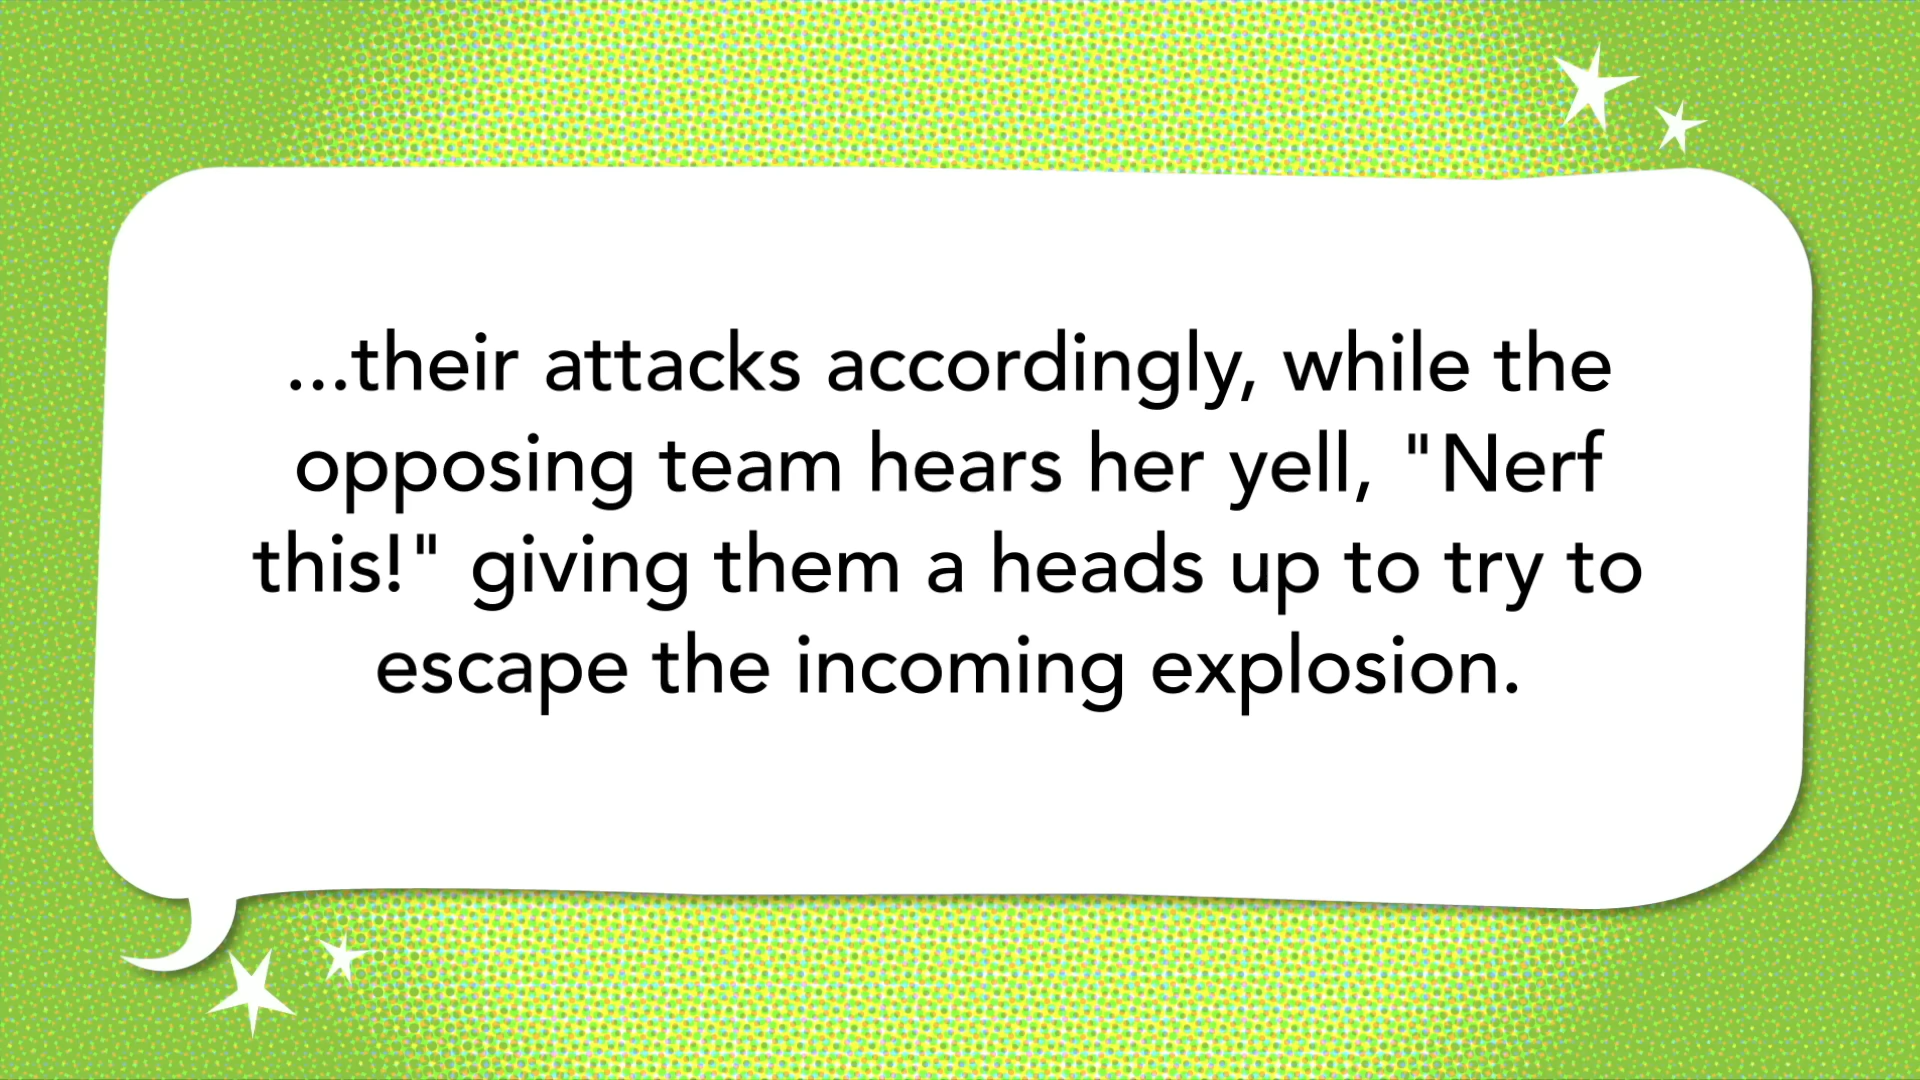 ...their attacks accordingly, while the
opposing team hears her yell, "Nerf
this!" giving them a heads up to try to
escape the incoming explosion.